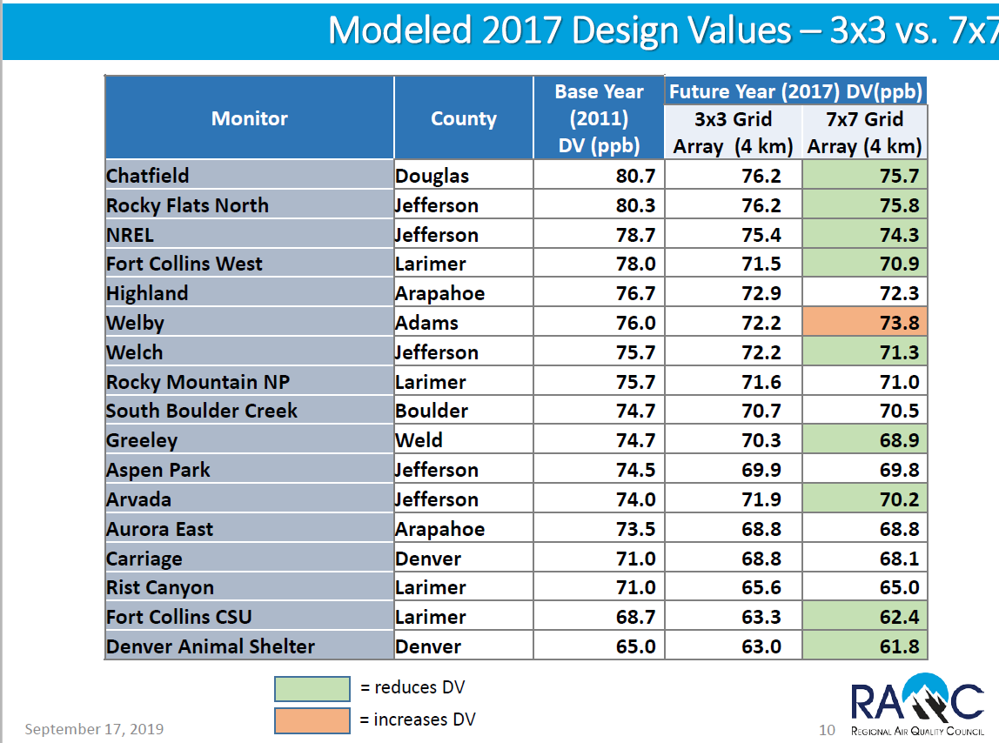 Modeled 2017 Design Values – 3x3 vs. 7x7
Monitor County Base Year (2011) DV (ppb) Future Year (2017) DV(ppb)
3x3 Grid Array (4 km) 7x7 Grid Array (4 km)
Chatfield Douglas 80.7 76.2 75.7
Rocky Flats North Jefferson 80.3 76.2 75.8
NREL Jefferson 78.7 75.4 74.3
Fort Collins West Larimer 78.0 71.5 70.9
Highland Arapahoe 76.7 72.9 72.3
Welby Adams 76.0 72.2 73.8
Welch Jefferson 75.7 72.2 71.3
Rocky Mountain NP Larimer 75.7 71.6 71.0
South Boulder Creek Boulder 74.7 70.7 70.5
Greeley Weld 74.7 70.3 68.9
Aspen Park Jefferson 74.5 69.9 69.8
Arvada Jefferson 74.0 71.9 70.2
Aurora East Arapahoe 73.5 68.8 68.8
Carriage Denver 71.0 68.8 68.1
Rist Canyon Larimer 71.0 65.6 65.0
Fort Collins CSU Larimer 68.7 63.3 62.4
Denver Animal Shelter Denver 65.0 63.0 61.8
= reduces DV
= increases DV
September 17, 2019
10
RAQC
REGIONAL AIR QUALITY COUNCIL